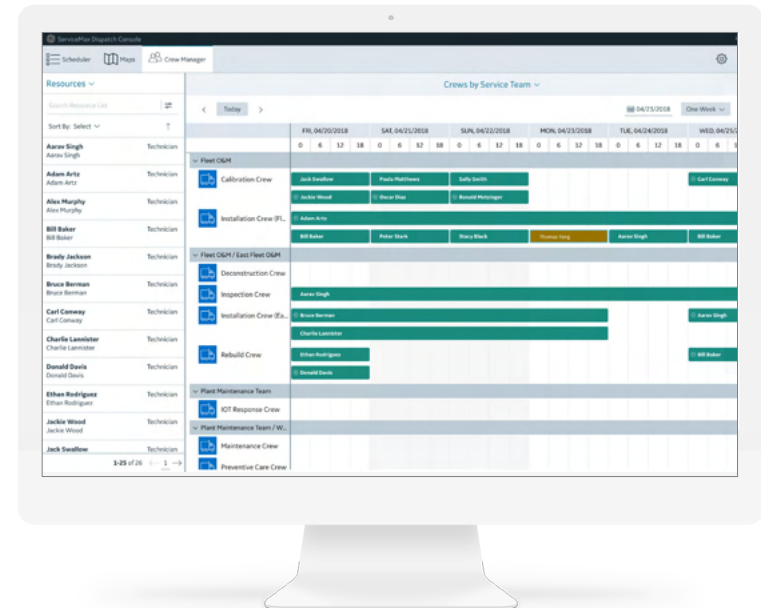 ServiceMax Dispatch Console
Scheduler Maps Crew Manager
Resources
Crews by Service Team
Search Resource List
Today
04/23/2018 One Week
Sort By: Select
FRI, 04/20/2018 SAT, 04/21/2018 SUN, 04/22/2018 MON, 04/23/2018 TUE, 04/24/2018 WED, 04/25/2
0 6 12 18 0 6 12 18 0 6 12 18 0 6 12 18 0 6 12 18 0 6
Aarav Singh Technician
Aarav Singh
Adam Artz Technician
Adam Artz
Alex Murphy Technician
Alex Murphy
Bill Baker Technician
Bill Baker
Brady Jackson Technician
Brady Jackson
Bruce Berman Technician
Bruce Berman
Carl Conway Technician
Carl Conway
Charlie Lannister Technician
Charlie Lannister
Donald Davis Technician
Donald Davis
Ethan Rodriguez Technician
Ethan Rodriguez
Jackie Wood Technician
Jackie Wood
Jack Swallow Technician
1-25 of 26 1
Fleet O&M
Calibration Crew Jack Swallow Paula Matthews Sally Smith Carl Conway
Jackie Wood Oscar Diaz Ronald Metzinger
Installation Crew (Fl... Adam Artz
Bill Baker Peter Stark Stacy Black Thomas Yang Aarav Singh Bill Baker
Fleet O&M / East Fleet O&M
Deconstruction Crew
Inspection Crew Aarav Singh
Installation Crew (Ea... Bruce Berman Aarav Singh
Charlie Lannister
Rebuild Crew Ethan Rodriguez Bill Baker
Donald Davis
Plant Maintenance Team
IOT Response Crew
Plant Maintenance Team / W...
Maintenance Crew
Preventive Care Crew